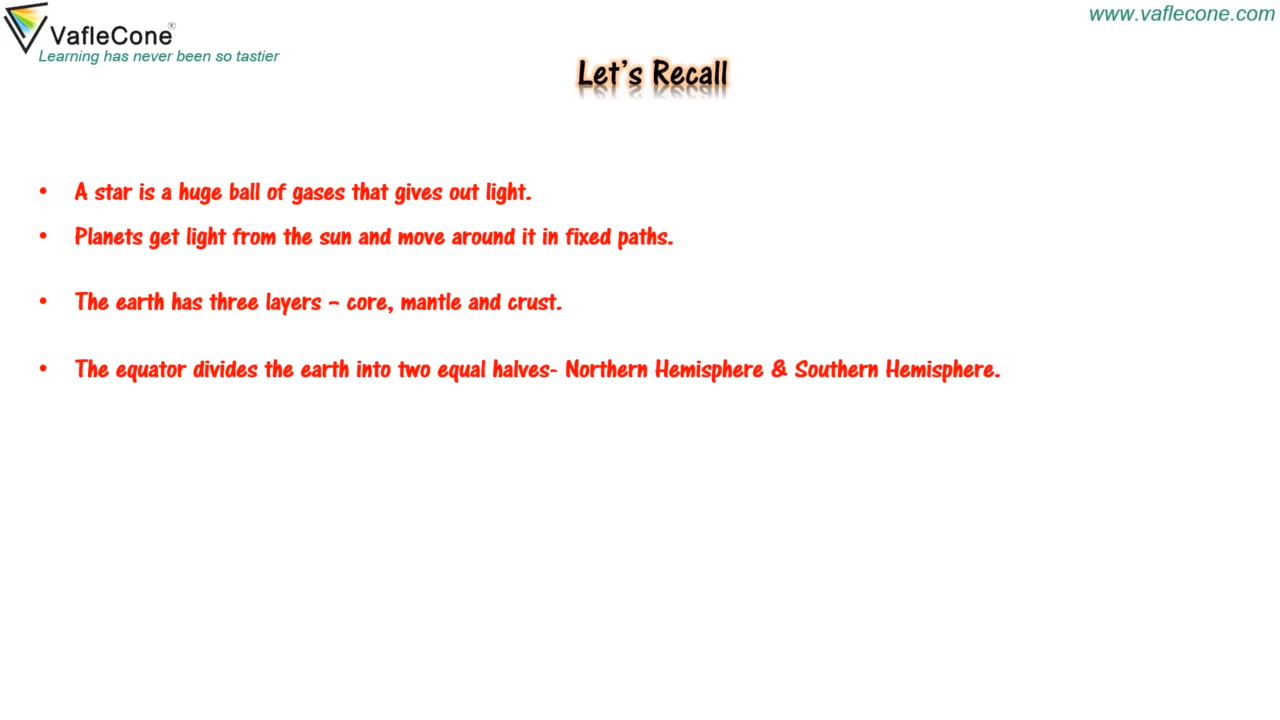 VafleCone®
www.vaflecone.com
Learning has never been so tastier
Let's Recall
• A star is a huge ball of gases that gives out light.
• Planets get light from the sun and move around it in fixed paths.
• The earth has three layers – core, mantle and crust.
• The equator divides the earth into two equal halves- Northern Hemisphere & Southern Hemisphere.